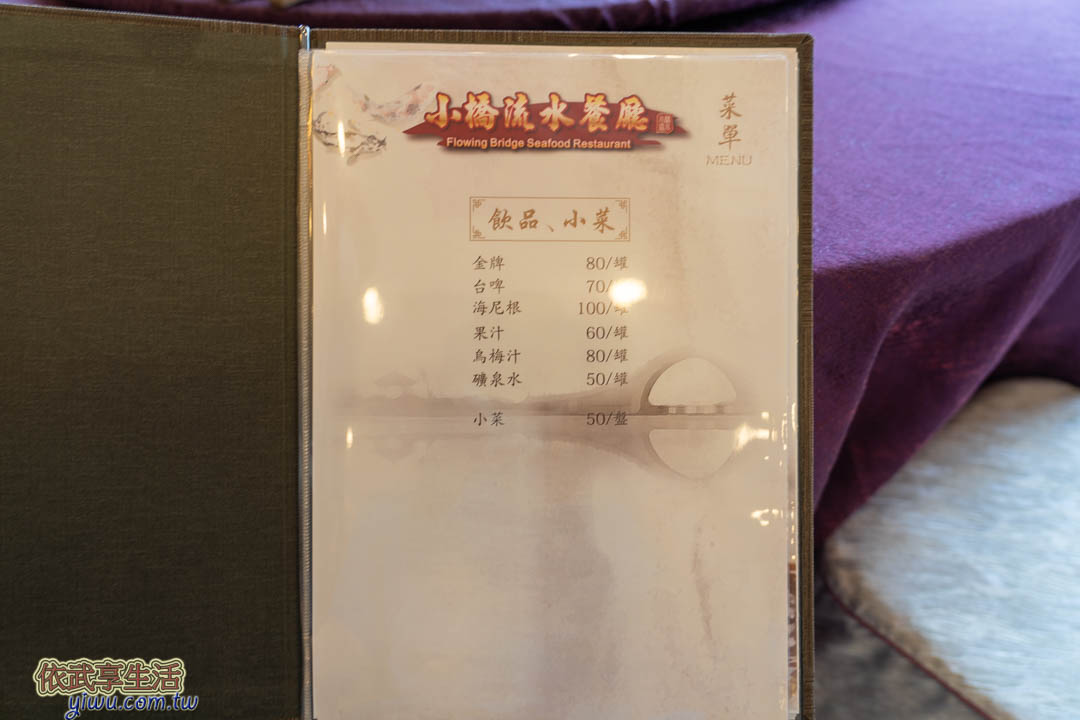 小橋流水餐廳
Flowing Bridge Seafood Restaurant
菜單
MENU
飲品、小菜
金牌 80/罐
台啤 70/
海尼根 100/罐
果汁 60/罐
烏梅汁 80/罐
礦泉水 50/罐
小菜 50/盤
依武享生活
yiwu.com.tw